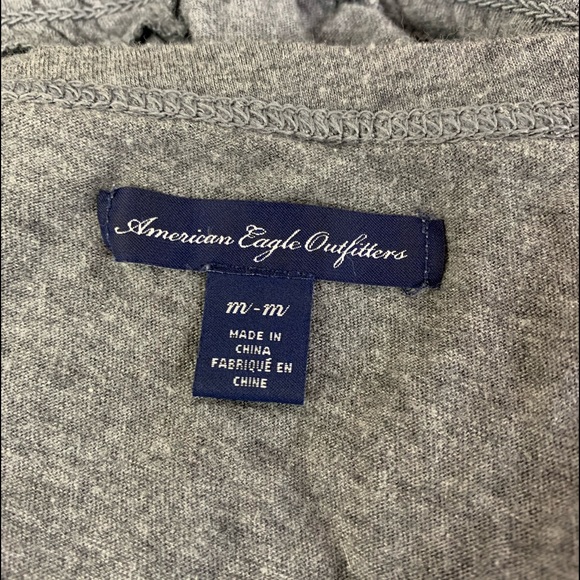 American Eagle Outfitters
m-m
MADE IN
CHINA
FABRIQUÉ EN
CHINE